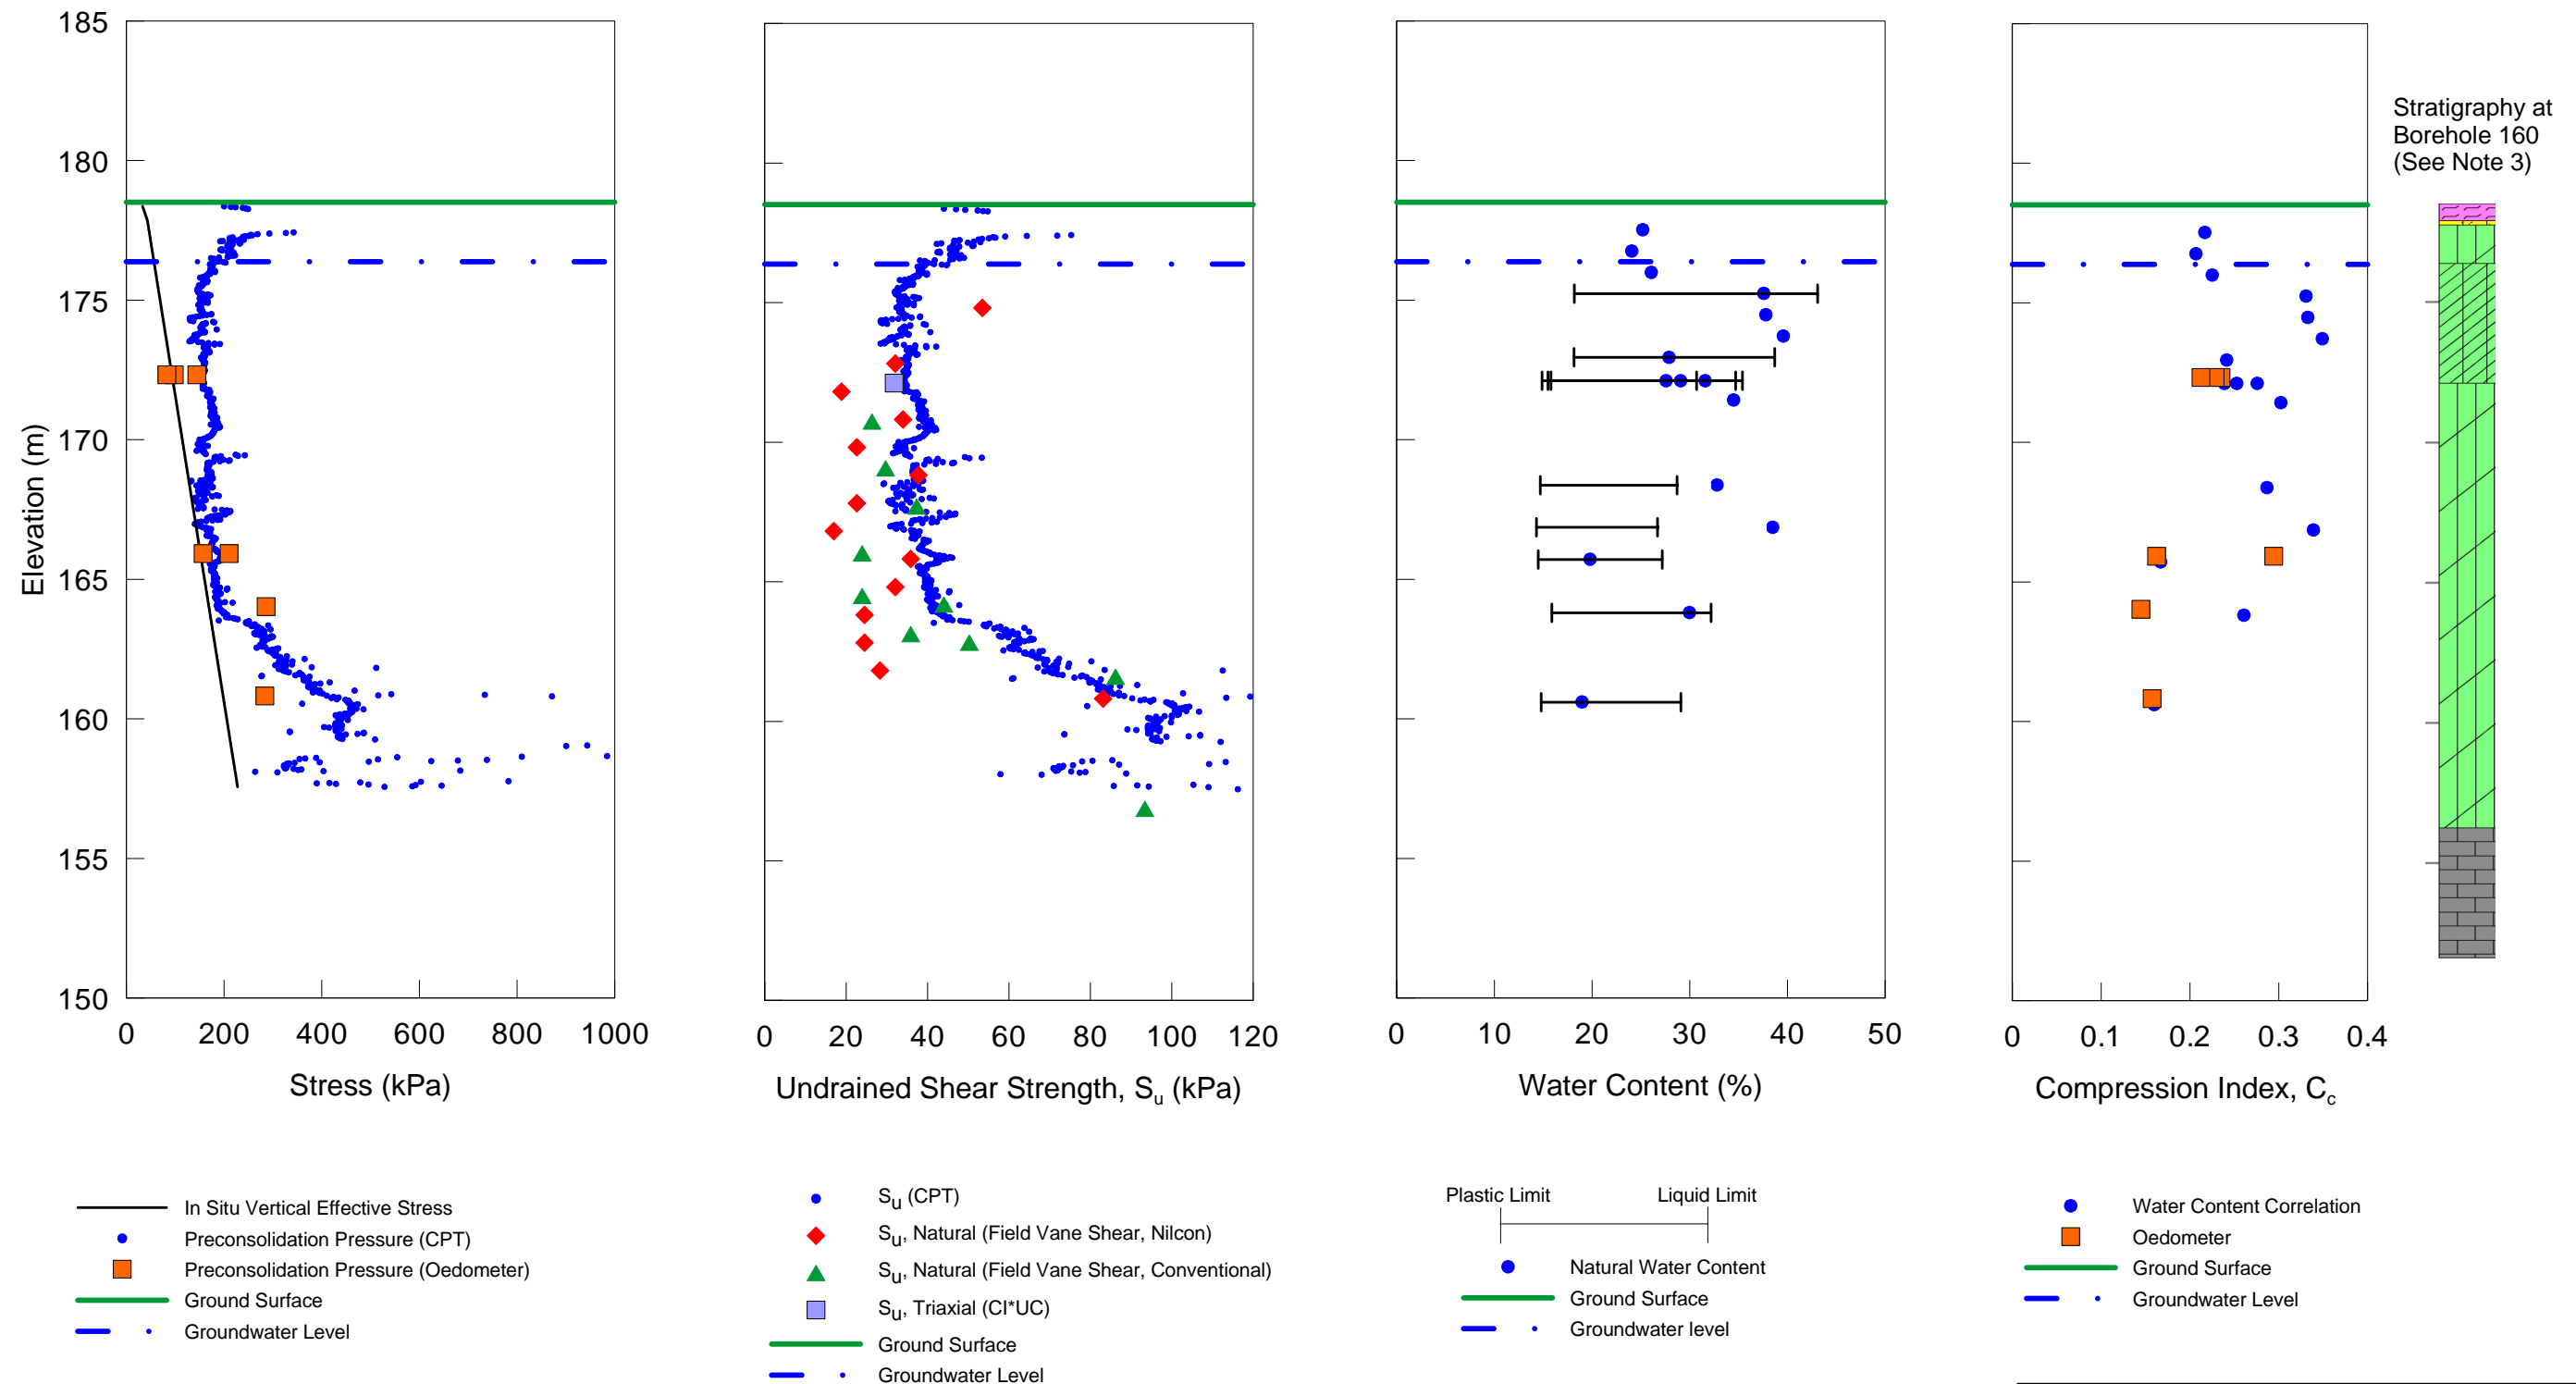 185
180
175
170
165
160
155
150
Elevation (m)
0 200 400 600 800 1000
Stress (kPa)
0 20 40 60 80 100 120
Undrained Shear Strength, Su (kPa)
0 10 20 30 40 50
Water Content (%)
0 0.1 0.2 0.3 0.4
Compression Index, Cc
Stratigraphy at
Borehole 160
(See Note 3)
In Situ Vertical Effective Stress
Preconsolidation Pressure (CPT)
Preconsolidation Pressure (Oedometer)
Ground Surface
Groundwater Level
Su (CPT)
Su, Natural (Field Vane Shear, Nilcon)
Su, Natural (Field Vane Shear, Conventional)
Su, Triaxial (CI*UC)
Ground Surface
Groundwater Level
Plastic Limit Liquid Limit
Natural Water Content
Ground Surface
Groundwater level
Water Content Correlation
Oedometer
Ground Surface
Groundwater Level